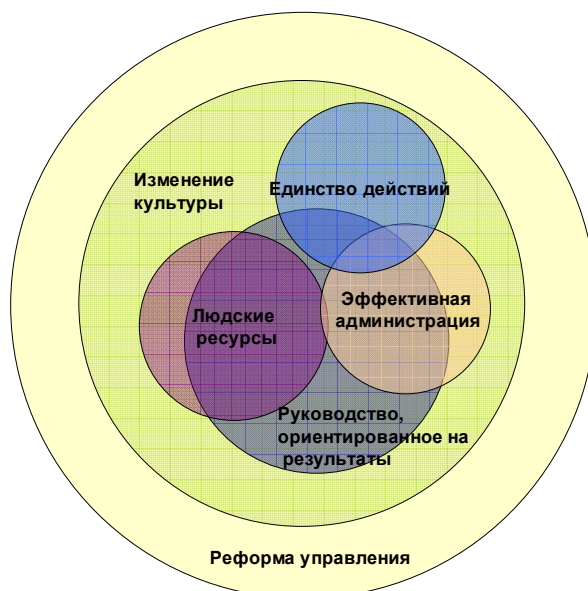 Изменение
культуры
Единство действий
Эффективная
администрация
Людские
ресурсы
Руководство,
ориентированное на
результаты
Реформа управления